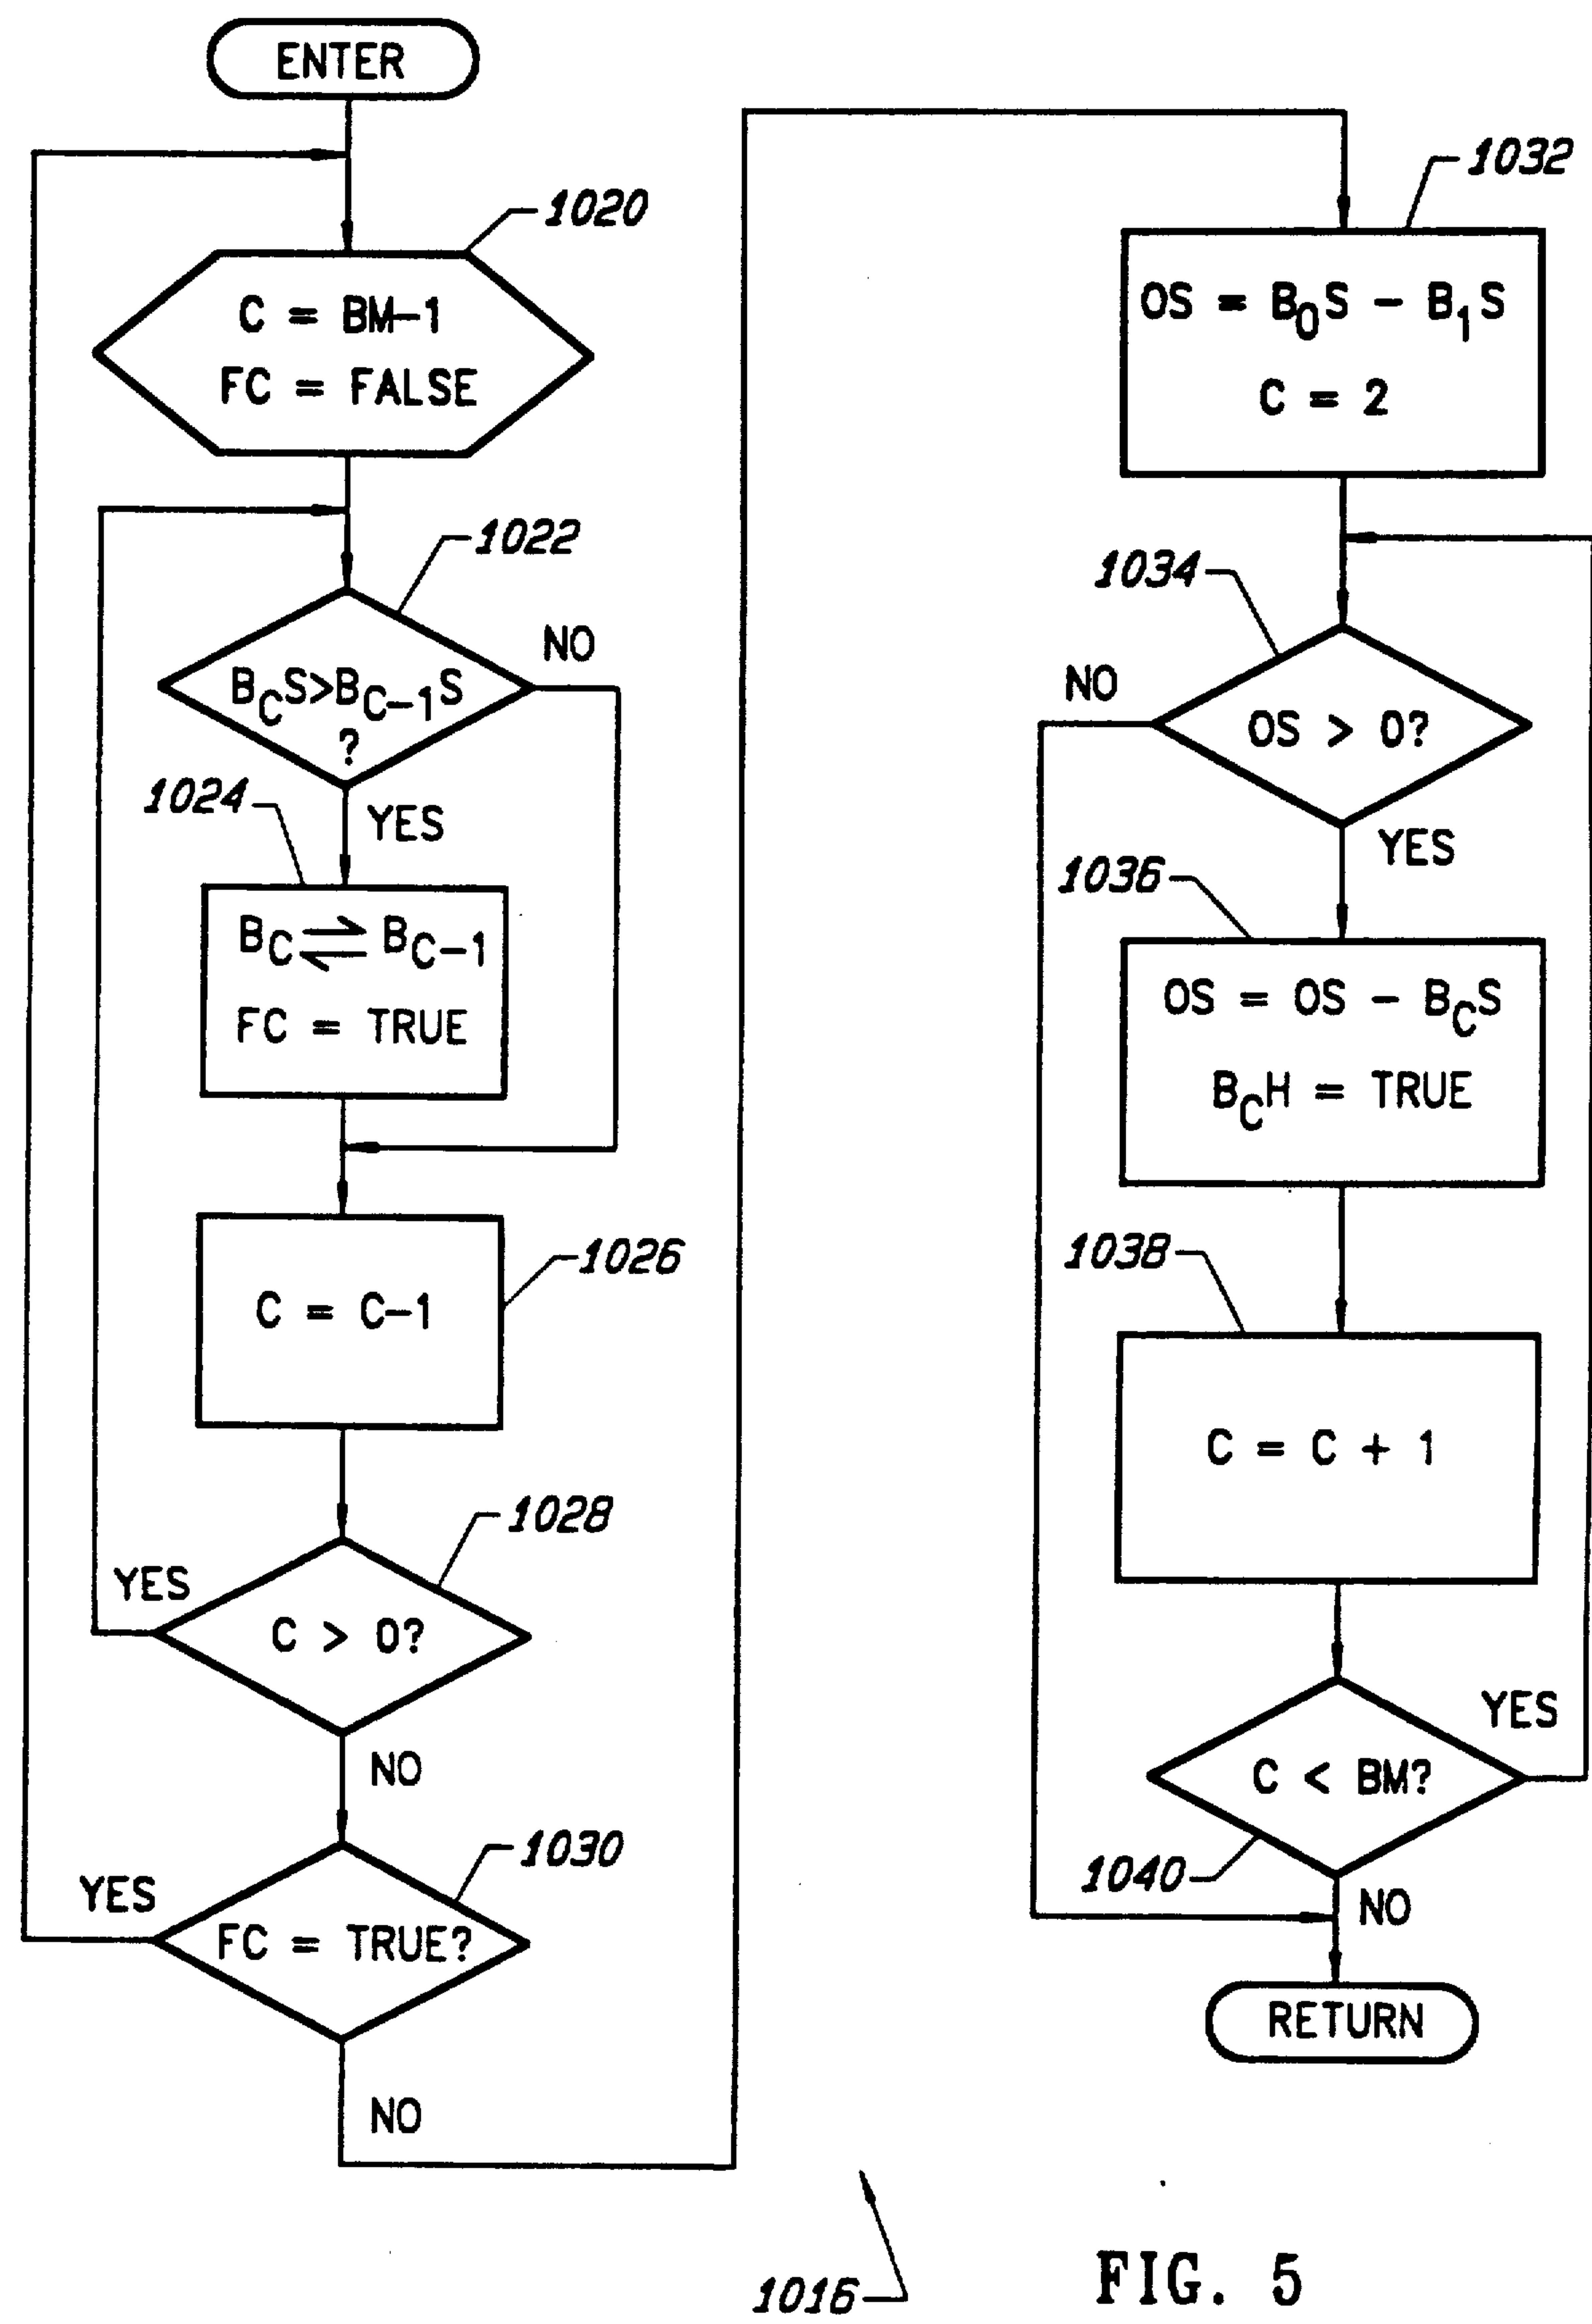 ENTER
1020
C = BM-1
FC = FALSE
1022
BCS>BC-1S
?
NO
YES
1024
BC ⇌ BC-1
FC = TRUE
1026
C = C-1
1028
YES
C > 0?
NO
1030
YES
FC = TRUE?
NO
1032
OS = B0S - B1S
C = 2
1034
NO
OS > 0?
YES
1036
OS = OS - BCS
BCH = TRUE
1038
C = C + 1
YES
C < BM?
1040
NO
RETURN
1016
FIG. 5